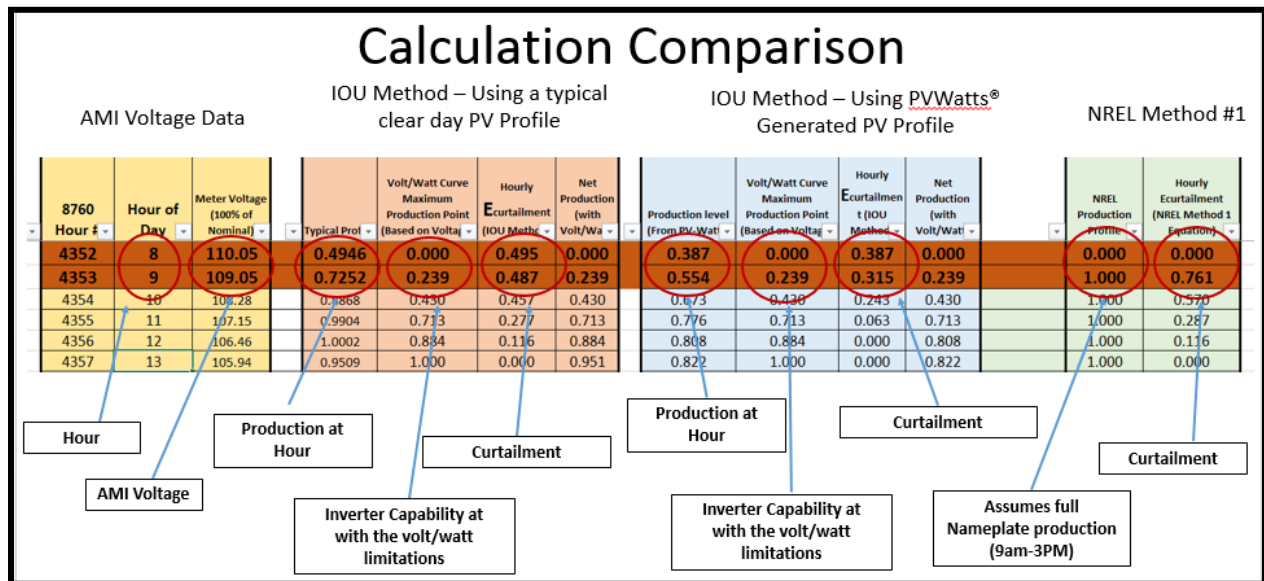 Calculation Comparison
AMI Voltage Data
IOU Method – Using a typical
clear day PV Profile
IOU Method – Using PVWatts®
Generated PV Profile
NREL Method #1
8760
Hour #
Hour of
Day
Meter Voltage
(100% of
Nominal)
Typical Prof
Volt/Watt Curve
Maximum
Production Point
(Based on Voltag
Hourly
Ecurtailment
(IOU Metho
Net
Production
(with
Volt/Wa
Production level
(From PV-Watt
Volt/Watt Curve
Maximum
Production Point
(Based on Voltag
Hourly
Ecurtailmen
t (IOU
Method
Net
Production
(with
Volt/Watt
NREL
Production
Profile
Hourly
Ecurtailment
(NREL Method 1
Equation)
4352 8 110.05 0.4946 0.000 0.495 0.000 0.387 0.000 0.387 0.000 0.000 0.000
4353 9 109.05 0.7252 0.239 0.487 0.239 0.554 0.239 0.315 0.239 1.000 0.761
4354 10 108.28 0.8868 0.430 0.457 0.430 0.673 0.430 0.243 0.430 1.000 0.570
4355 11 107.15 0.9904 0.713 0.277 0.713 0.776 0.713 0.063 0.713 1.000 0.287
4356 12 106.46 1.0002 0.884 0.116 0.884 0.808 0.884 0.000 0.808 1.000 0.116
4357 13 105.94 0.9509 1.000 0.000 0.951 0.822 1.000 0.000 0.822 1.000 0.000
Hour
AMI Voltage
Production at
Hour
Inverter Capability at
with the volt/watt
limitations
Curtailment
Production at
Hour
Inverter Capability at
with the volt/watt
limitations
Curtailment
Assumes full
Nameplate production
(9am-3PM)
Curtailment